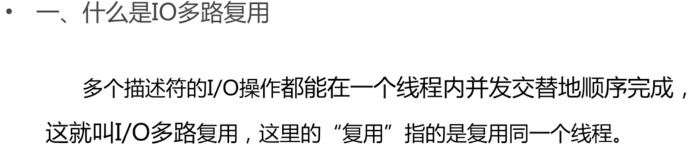 • 一、什么是IO多路复用
多个描述符的I/O操作都能在一个线程内并发交替地顺序完成，
这就叫I/O多路复用，这里的“复用”指的是复用同一个线程。